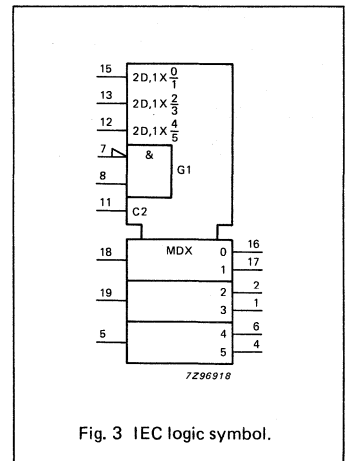 15 2D,1X 0/1
13 2D,1X 2/3
12 2D,1X 4/5
7 &
G1
8
11 C2
MDX 0 16
18
1 17
2 2
19
3 1
4 6
5
5 4
7Z96918
Fig. 3 IEC logic symbol.